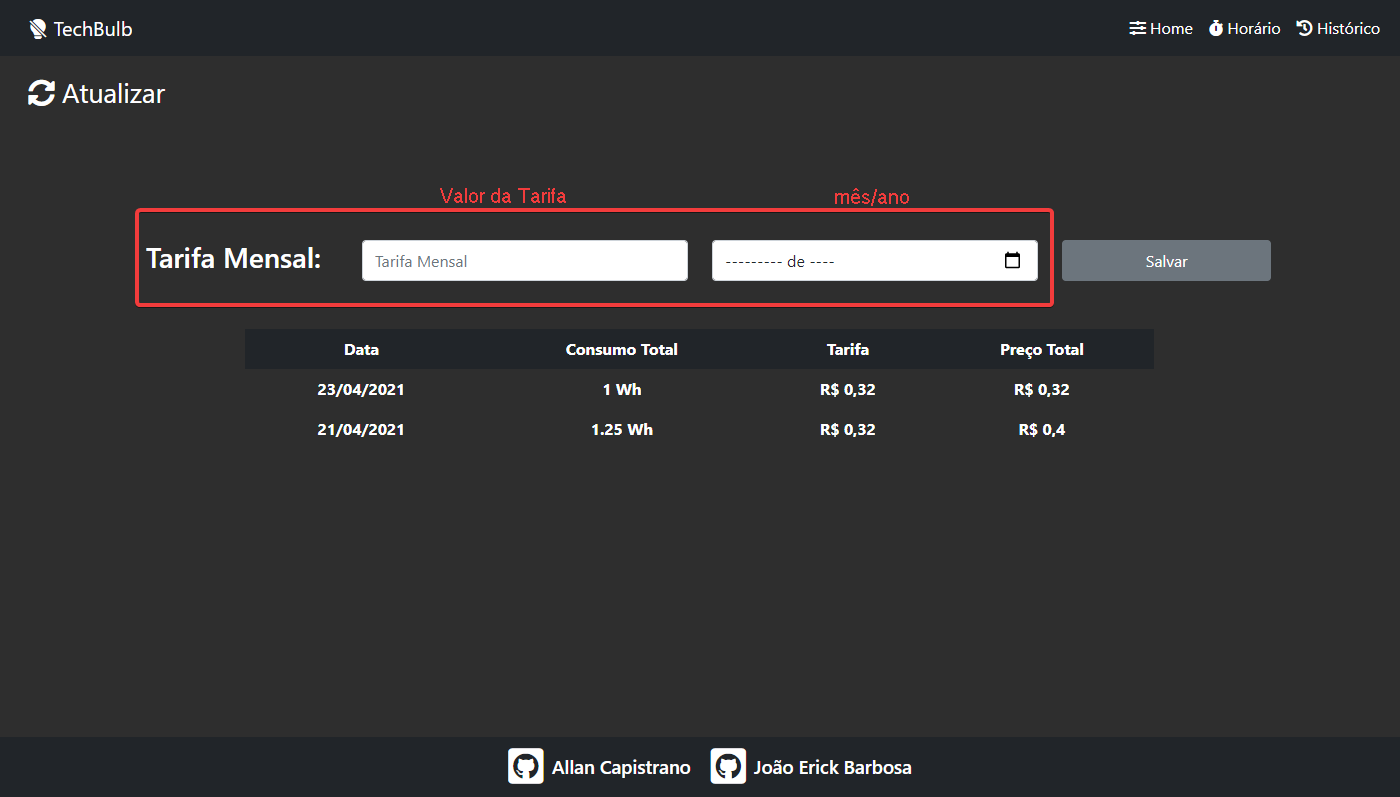 TechBulb Home Horário Histórico
Atualizar
Valor da Tarifa mês/ano
Tarifa Mensal: Tarifa Mensal --------- de ---- Salvar
Data Consumo Total Tarifa Preço Total
23/04/2021 1 Wh R$ 0,32 R$ 0,32
21/04/2021 1.25 Wh R$ 0,32 R$ 0,4
Allan Capistrano João Erick Barbosa